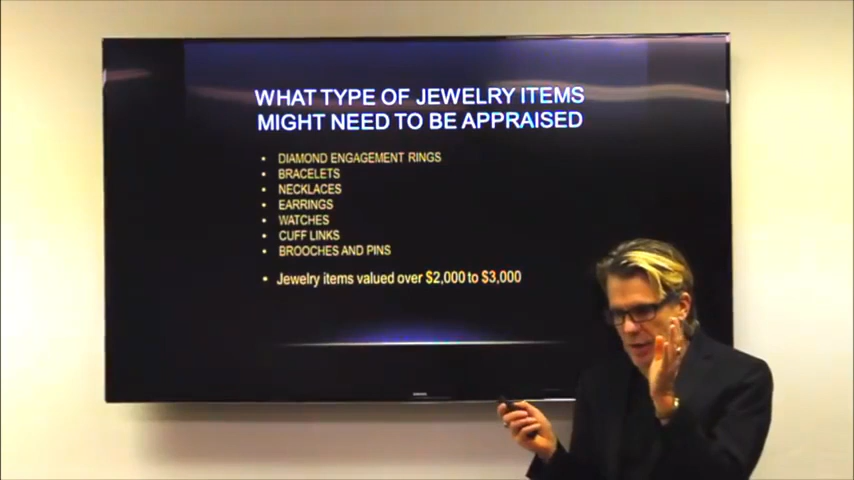 WHAT TYPE OF JEWELRY ITEMS
MIGHT NEED TO BE APPRAISED
• DIAMOND ENGAGEMENT RINGS
• BRACELETS
• NECKLACES
• EARRINGS
• WATCHES
• CUFF LINKS
• BROOCHES AND PINS
• Jewelry items valued over $2,000 to $3,000
SAMSUNG